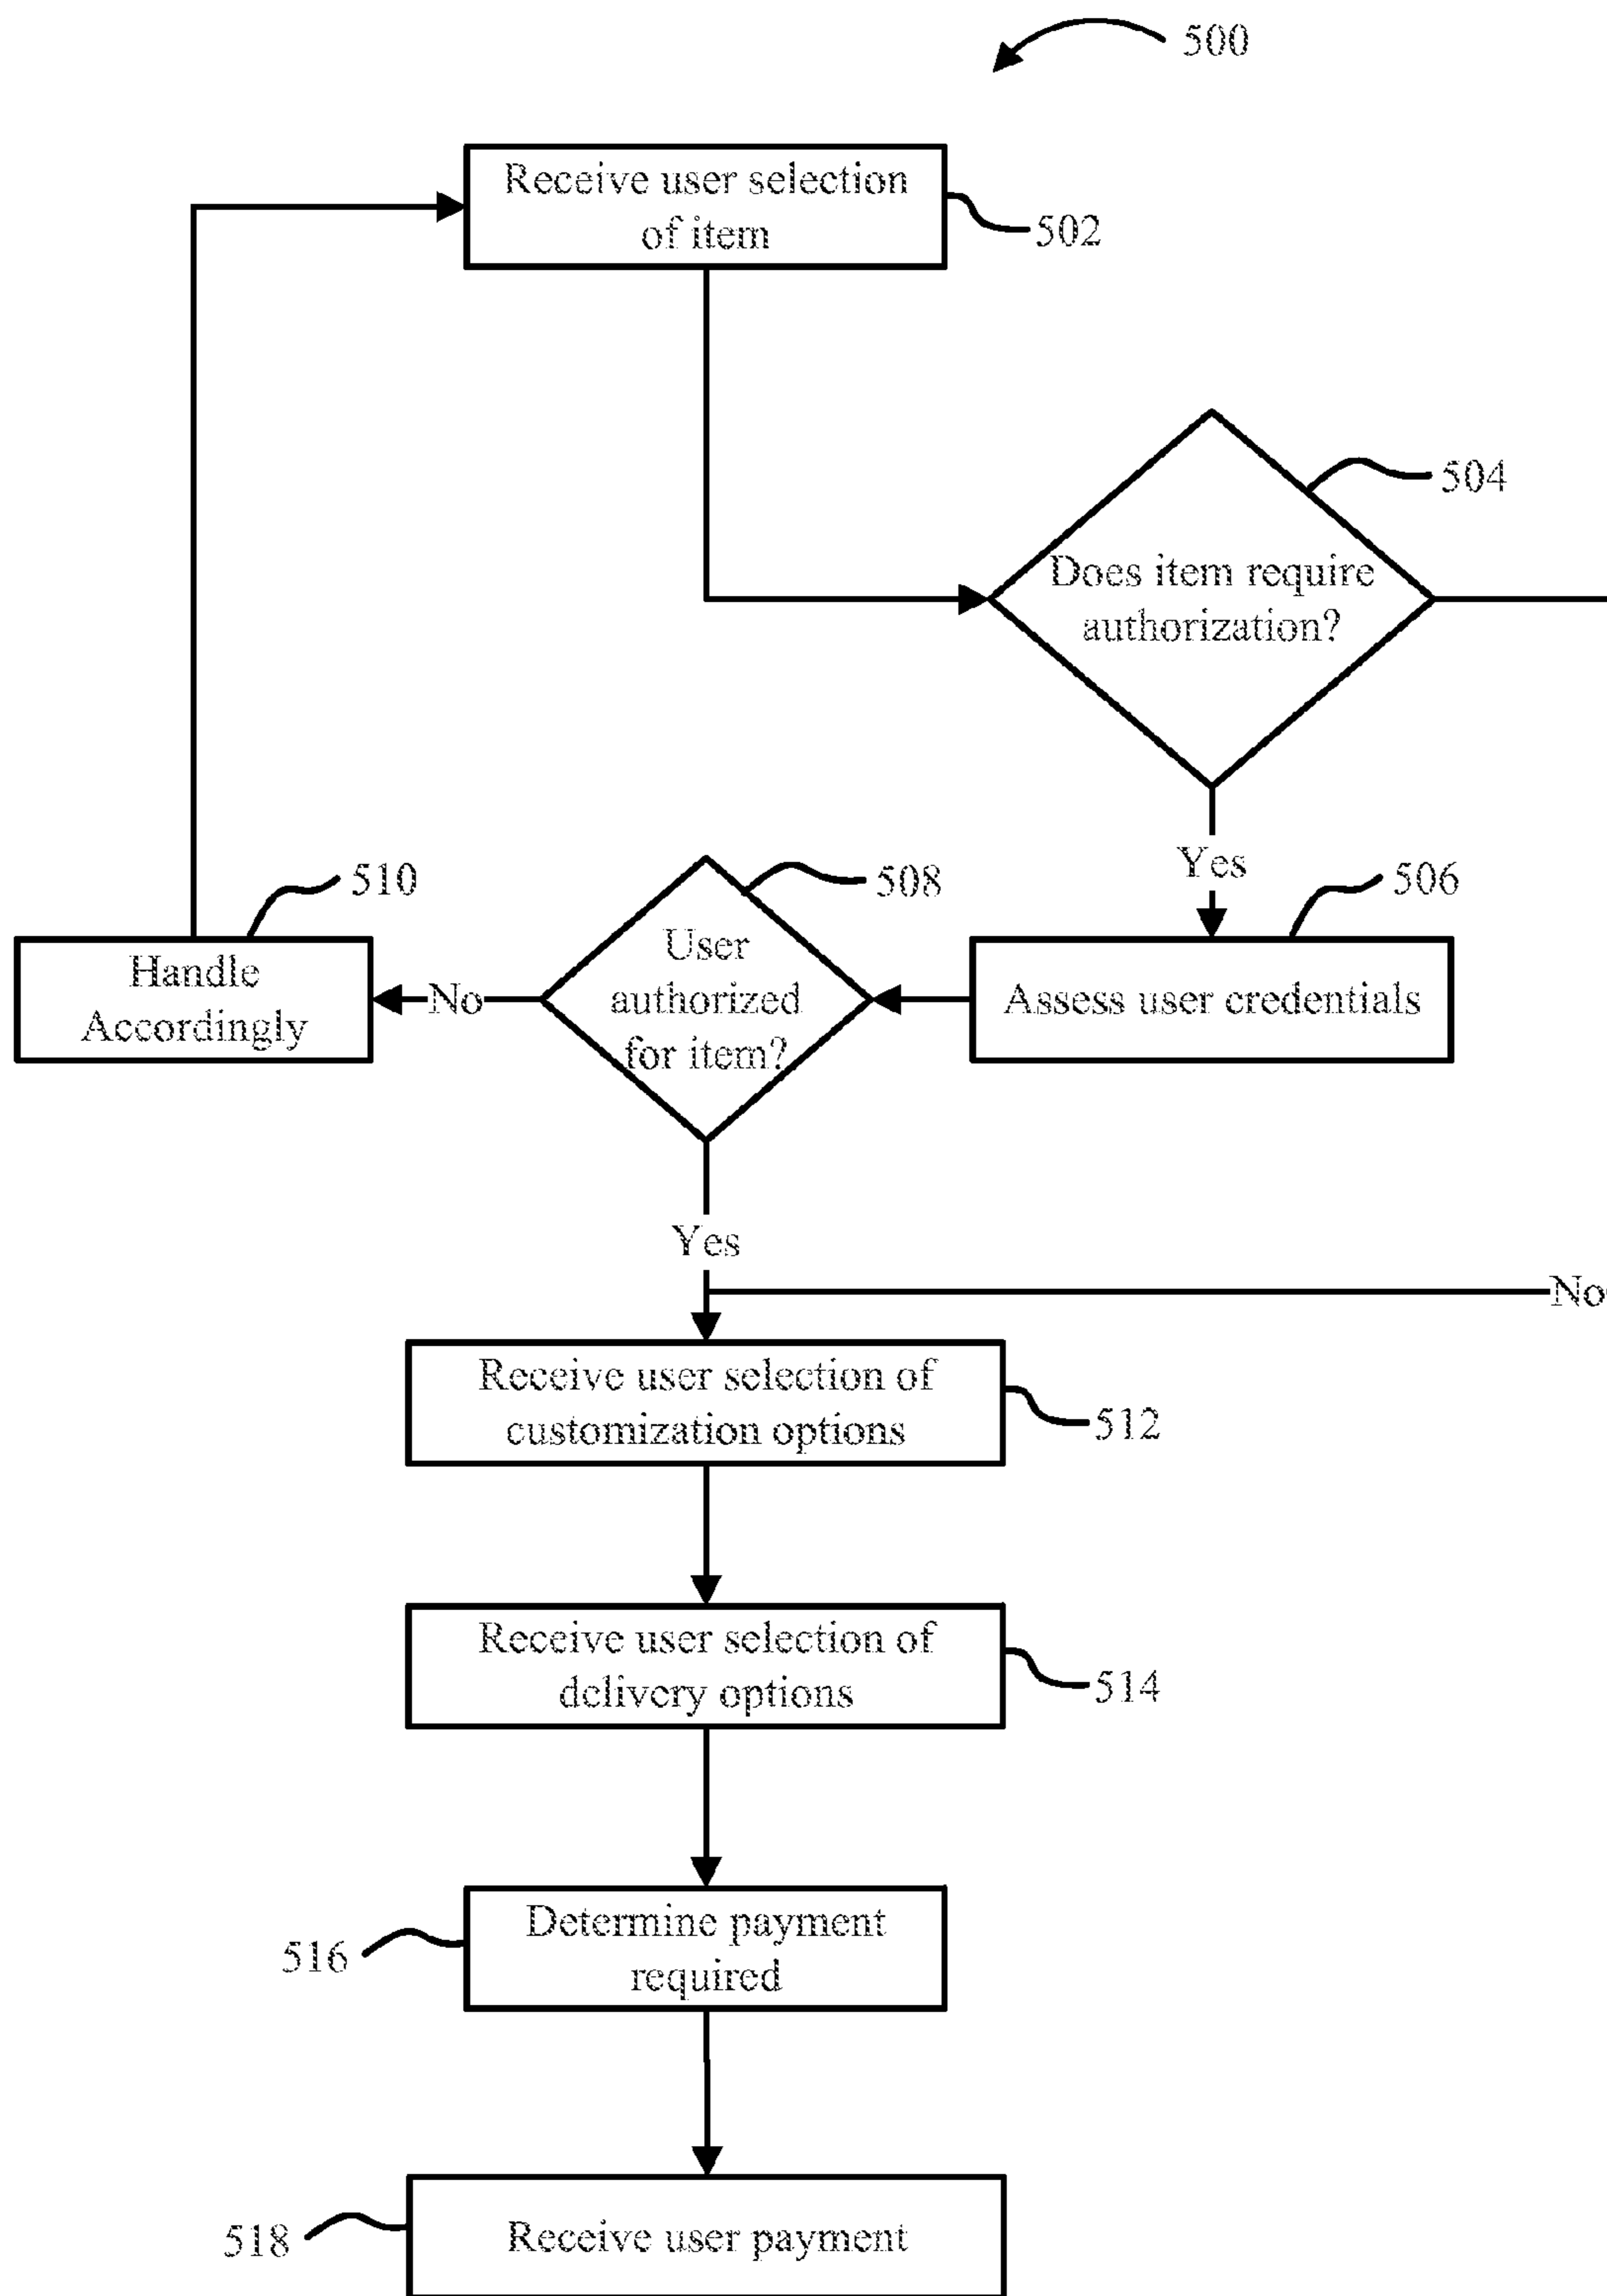 500
Receive user selection
of item
502
504
Does item require
authorization?
Yes
510
508
506
Handle
Accordingly
No
User
authorized
for item?
Assess user credentials
Yes
No
Receive user selection of
customization options
512
Receive user selection of
delivery options
514
Determine payment
required
516
Receive user payment
518